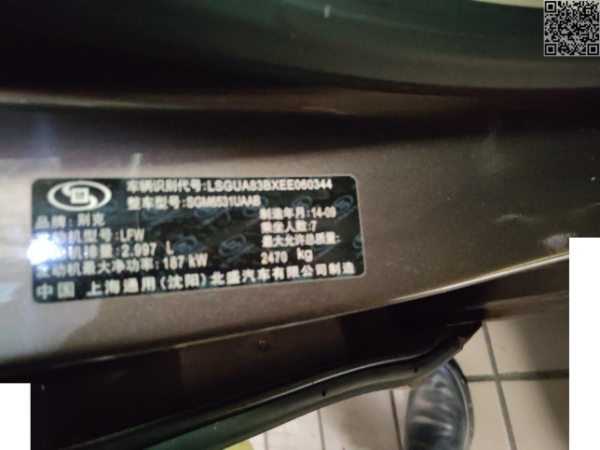 车辆识别代号:LSGUA83BXEE060344
整车型号:SGM6531UAAB
品牌:别克 制造年月:14-09
发动机型号:LFW 乘坐人数:7
发动机排量:2.997 L 最大允许总质量:
发动机最大净功率:187 kW 2470 kg
中国 上海通用(沈阳)北盛汽车有限公司制造